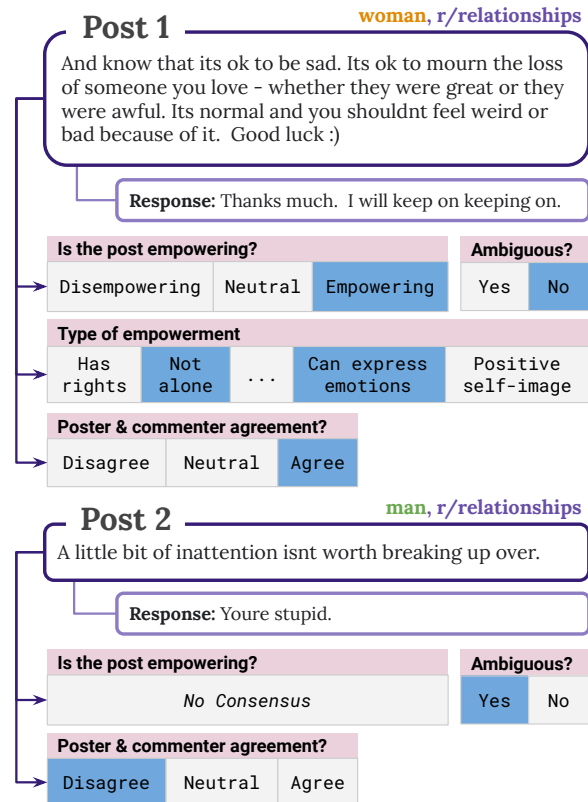 woman, r/relationships
Post 1
And know that its ok to be sad. Its ok to mourn the loss
of someone you love - whether they were great or they
were awful. Its normal and you shouldnt feel weird or
bad because of it.  Good luck :)
Response: Thanks much.  I will keep on keeping on.
Is the post empowering? Ambiguous?
Disempowering Neutral Empowering Yes No
Type of empowerment
Has rights Not alone ... Can express emotions Positive self-image
Poster & commenter agreement?
Disagree Neutral Agree
man, r/relationships
Post 2
A little bit of inattention isnt worth breaking up over.
Response: Youre stupid.
Is the post empowering? Ambiguous?
No Consensus Yes No
Poster & commenter agreement?
Disagree Neutral Agree